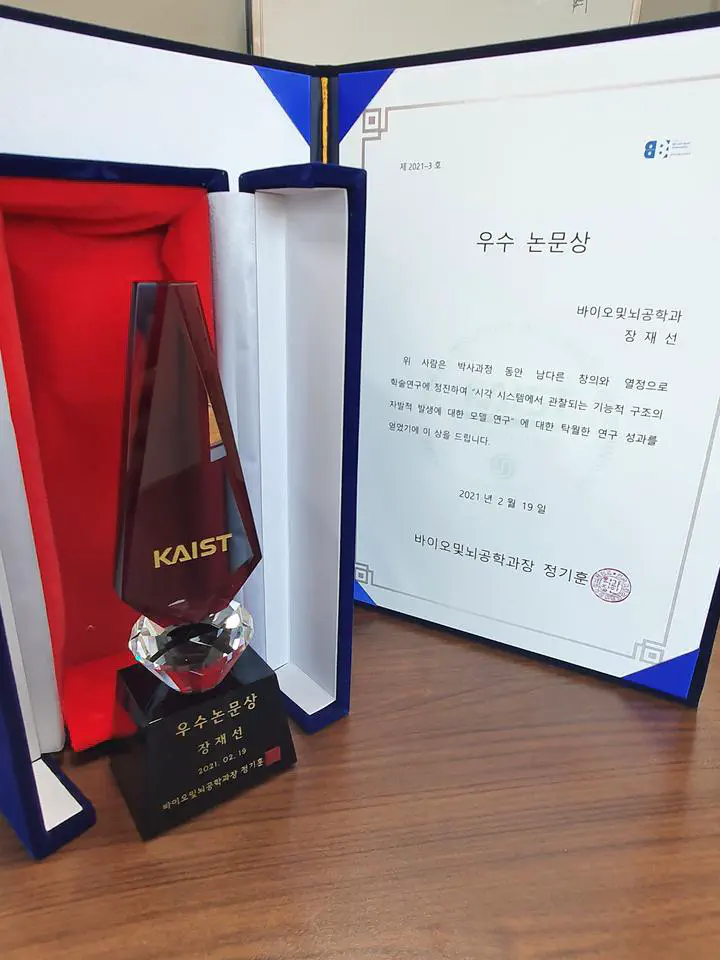 제 2021-3 호
우수 논문상
바이오및뇌공학과
장 재 선
위 사람은 박사과정 동안 남다른 창의와 열정으로
학술연구에 정진하여 "시각 시스템에서 관찰되는 기능적 구조의
자발적 발생에 대한 모델 연구" 에 대한 탁월한 연구 성과를
얻었기에 이 상을 드립니다.
2021 년 2 월 19 일
바이오및뇌공학과장 정기훈
KAIST
우수논문상
장 재 선
2021. 02. 19
바이오및뇌공학과장 정기훈